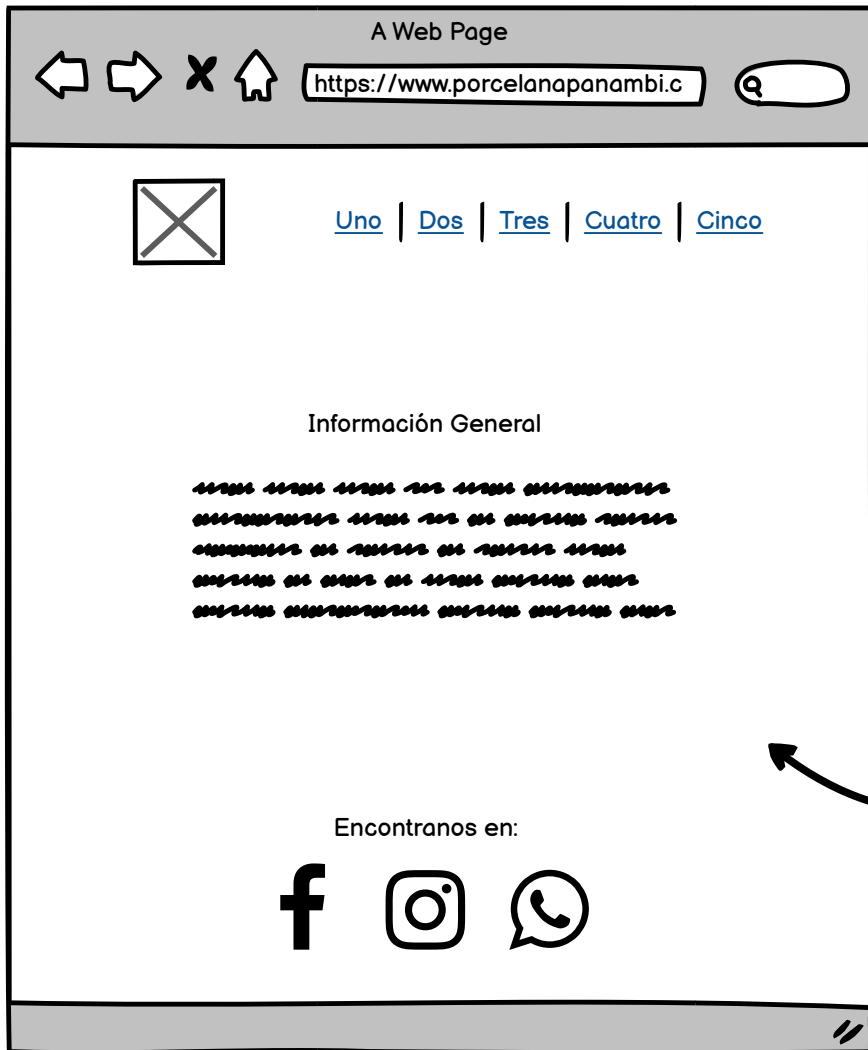 A Web Page
https://www.porcelanapanambi.c
Uno | Dos | Tres | Cuatro | Cinco
Información General
Encontranos en: